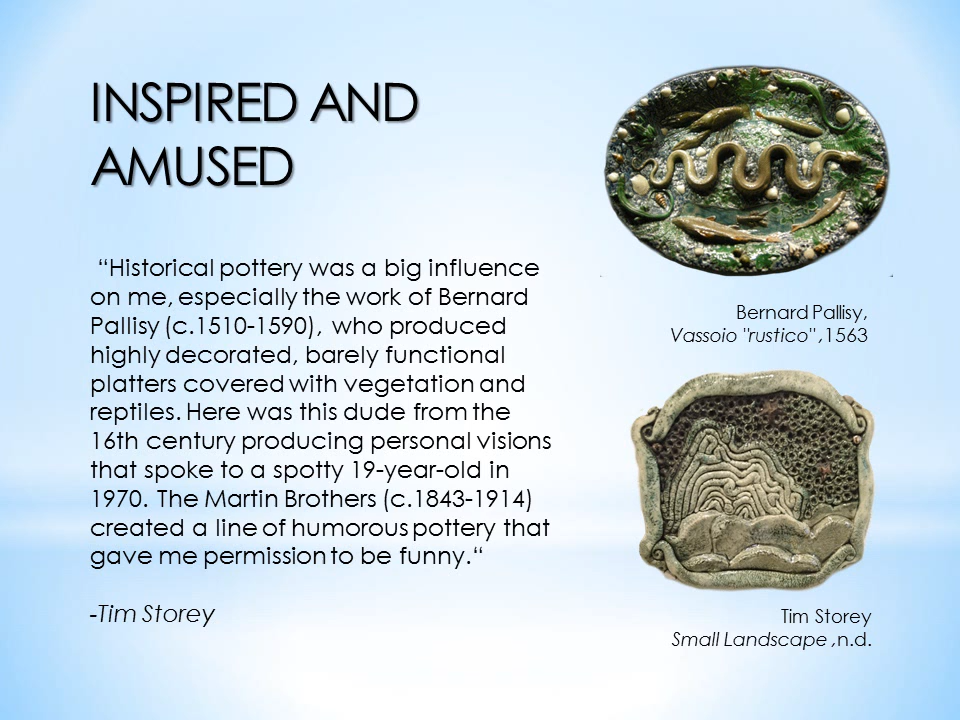 INSPIRED AND
AMUSED
“Historical pottery was a big influence
on me, especially the work of Bernard
Pallisy (c.1510-1590), who produced
highly decorated, barely functional
platters covered with vegetation and
reptiles. Here was this dude from the
16th century producing personal visions
that spoke to a spotty 19-year-old in
1970. The Martin Brothers (c.1843-1914)
created a line of humorous pottery that
gave me permission to be funny.“
-Tim Storey
Bernard Pallisy,
Vassoio "rustico" ,1563
Tim Storey
Small Landscape ,n.d.